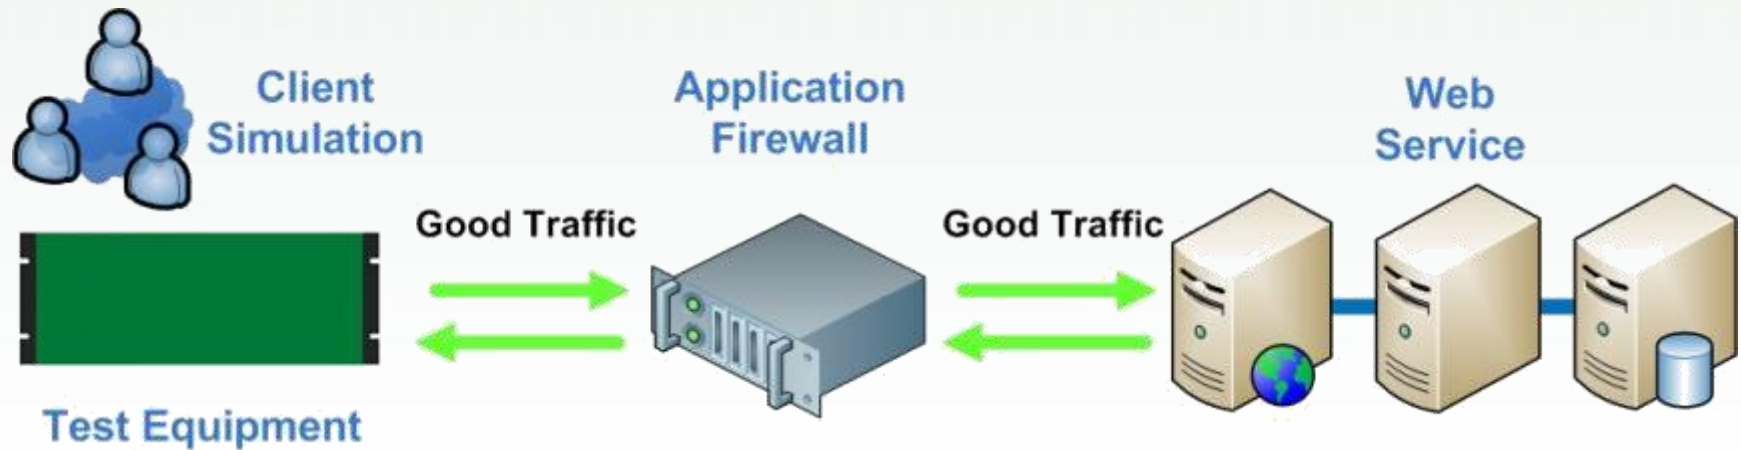 Client
Simulation
Application
Firewall
Web
Service
Good Traffic
Good Traffic
Test Equipment